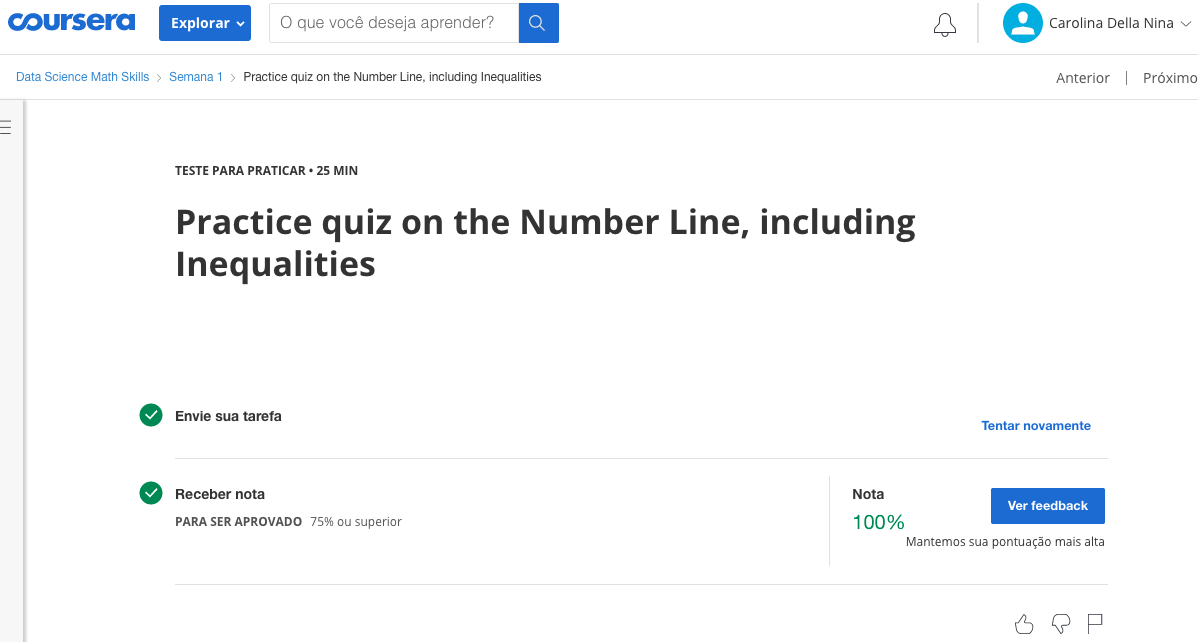 coursera
Explorar
O que você deseja aprender?
Carolina Della Nina
Data Science Math Skills
Semana 1
Practice quiz on the Number Line, including Inequalities
Anterior
Próximo
TESTE PARA PRATICAR • 25 MIN
Practice quiz on the Number Line, including
Inequalities
Envie sua tarefa
Tentar novamente
Receber nota
PARA SER APROVADO 75% ou superior
Nota
100%
Ver feedback
Mantemos sua pontuação mais alta